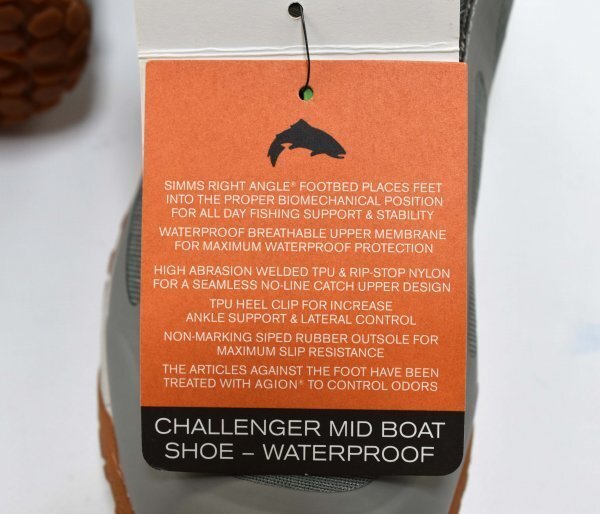 SIMMS RIGHT ANGLE® FOOTBED PLACES FEET
INTO THE PROPER BIOMECHANICAL POSITION
FOR ALL DAY FISHING SUPPORT & STABILITY
WATERPROOF BREATHABLE UPPER MEMBRANE
FOR MAXIMUM WATERPROOF PROTECTION
HIGH ABRASION WELDED TPU & RIP-STOP NYLON
FOR A SEAMLESS NO-LINE CATCH UPPER DESIGN
TPU HEEL CLIP FOR INCREASE
ANKLE SUPPORT & LATERAL CONTROL
NON-MARKING SIPED RUBBER OUTSOLE FOR
MAXIMUM SLIP RESISTANCE
THE ARTICLES AGAINST THE FOOT HAVE BEEN
TREATED WITH AGION® TO CONTROL ODORS
CHALLENGER MID BOAT
SHOE – WATERPROOF